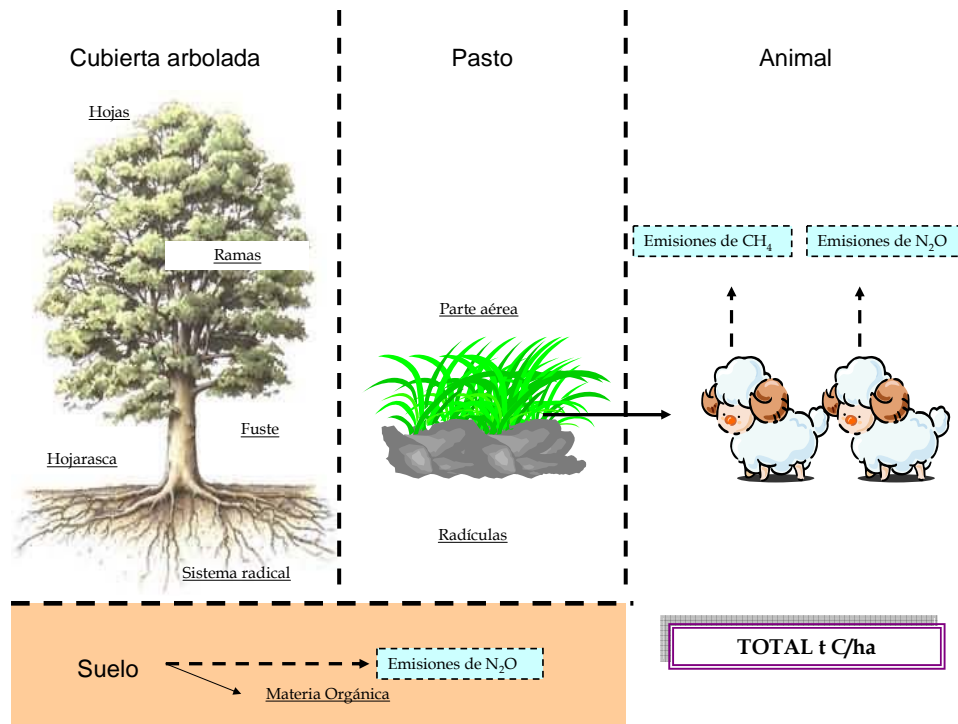 Cubierta arbolada
Pasto
Animal
Hojas
Ramas
Fuste
Hojarasca
Sistema radical
Parte aérea
Radículas
Emisiones de CH₄
Emisiones de N₂O
Suelo
Emisiones de N₂O
Materia Orgánica
TOTAL t C/ha